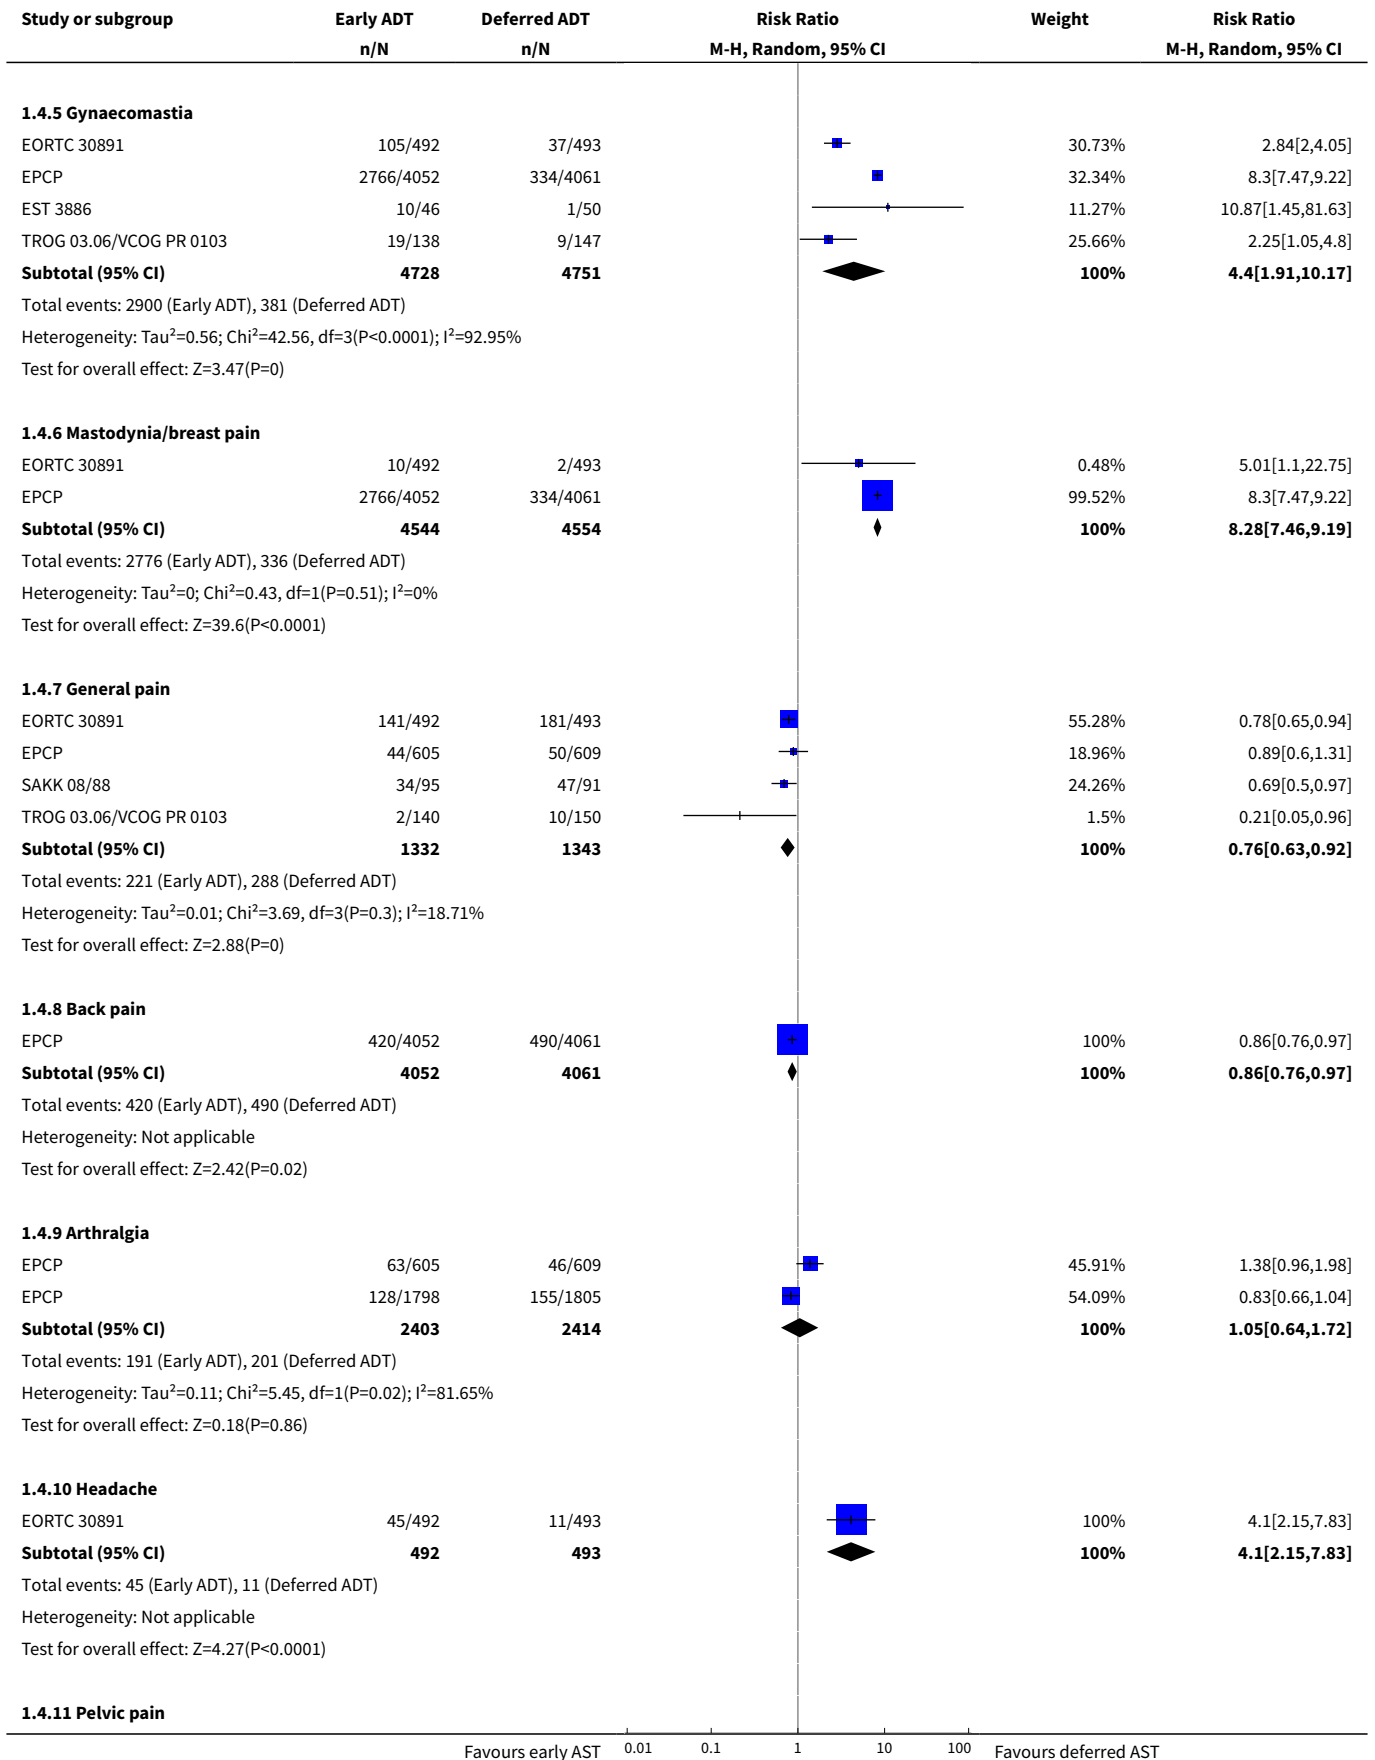 Study or subgroup Early ADT Deferred ADT Risk Ratio Weight Risk Ratio
n/N n/N M-H, Random, 95% CI M-H, Random, 95% CI
1.4.5 Gynaecomastia
EORTC 30891 105/492 37/493 30.73% 2.84[2,4.05]
EPCP 2766/4052 334/4061 32.34% 8.3[7.47,9.22]
EST 3886 10/46 1/50 11.27% 10.87[1.45,81.63]
TROG 03.06/VCOG PR 0103 19/138 9/147 25.66% 2.25[1.05,4.8]
Subtotal (95% CI) 4728 4751 100% 4.4[1.91,10.17]
Total events: 2900 (Early ADT), 381 (Deferred ADT)
Heterogeneity: Tau²=0.56; Chi²=42.56, df=3(P<0.0001); I²=92.95%
Test for overall effect: Z=3.47(P=0)
1.4.6 Mastodynia/breast pain
EORTC 30891 10/492 2/493 0.48% 5.01[1.1,22.75]
EPCP 2766/4052 334/4061 99.52% 8.3[7.47,9.22]
Subtotal (95% CI) 4544 4554 100% 8.28[7.46,9.19]
Total events: 2776 (Early ADT), 336 (Deferred ADT)
Heterogeneity: Tau²=0; Chi²=0.43, df=1(P=0.51); I²=0%
Test for overall effect: Z=39.6(P<0.0001)
1.4.7 General pain
EORTC 30891 141/492 181/493 55.28% 0.78[0.65,0.94]
EPCP 44/605 50/609 18.96% 0.89[0.6,1.31]
SAKK 08/88 34/95 47/91 24.26% 0.69[0.5,0.97]
TROG 03.06/VCOG PR 0103 2/140 10/150 1.5% 0.21[0.05,0.96]
Subtotal (95% CI) 1332 1343 100% 0.76[0.63,0.92]
Total events: 221 (Early ADT), 288 (Deferred ADT)
Heterogeneity: Tau²=0.01; Chi²=3.69, df=3(P=0.3); I²=18.71%
Test for overall effect: Z=2.88(P=0)
1.4.8 Back pain
EPCP 420/4052 490/4061 100% 0.86[0.76,0.97]
Subtotal (95% CI) 4052 4061 100% 0.86[0.76,0.97]
Total events: 420 (Early ADT), 490 (Deferred ADT)
Heterogeneity: Not applicable
Test for overall effect: Z=2.42(P=0.02)
1.4.9 Arthralgia
EPCP 63/605 46/609 45.91% 1.38[0.96,1.98]
EPCP 128/1798 155/1805 54.09% 0.83[0.66,1.04]
Subtotal (95% CI) 2403 2414 100% 1.05[0.64,1.72]
Total events: 191 (Early ADT), 201 (Deferred ADT)
Heterogeneity: Tau²=0.11; Chi²=5.45, df=1(P=0.02); I²=81.65%
Test for overall effect: Z=0.18(P=0.86)
1.4.10 Headache
EORTC 30891 45/492 11/493 100% 4.1[2.15,7.83]
Subtotal (95% CI) 492 493 100% 4.1[2.15,7.83]
Total events: 45 (Early ADT), 11 (Deferred ADT)
Heterogeneity: Not applicable
Test for overall effect: Z=4.27(P<0.0001)
1.4.11 Pelvic pain
Favours early AST 0.01 0.1 1 10 100 Favours deferred AST